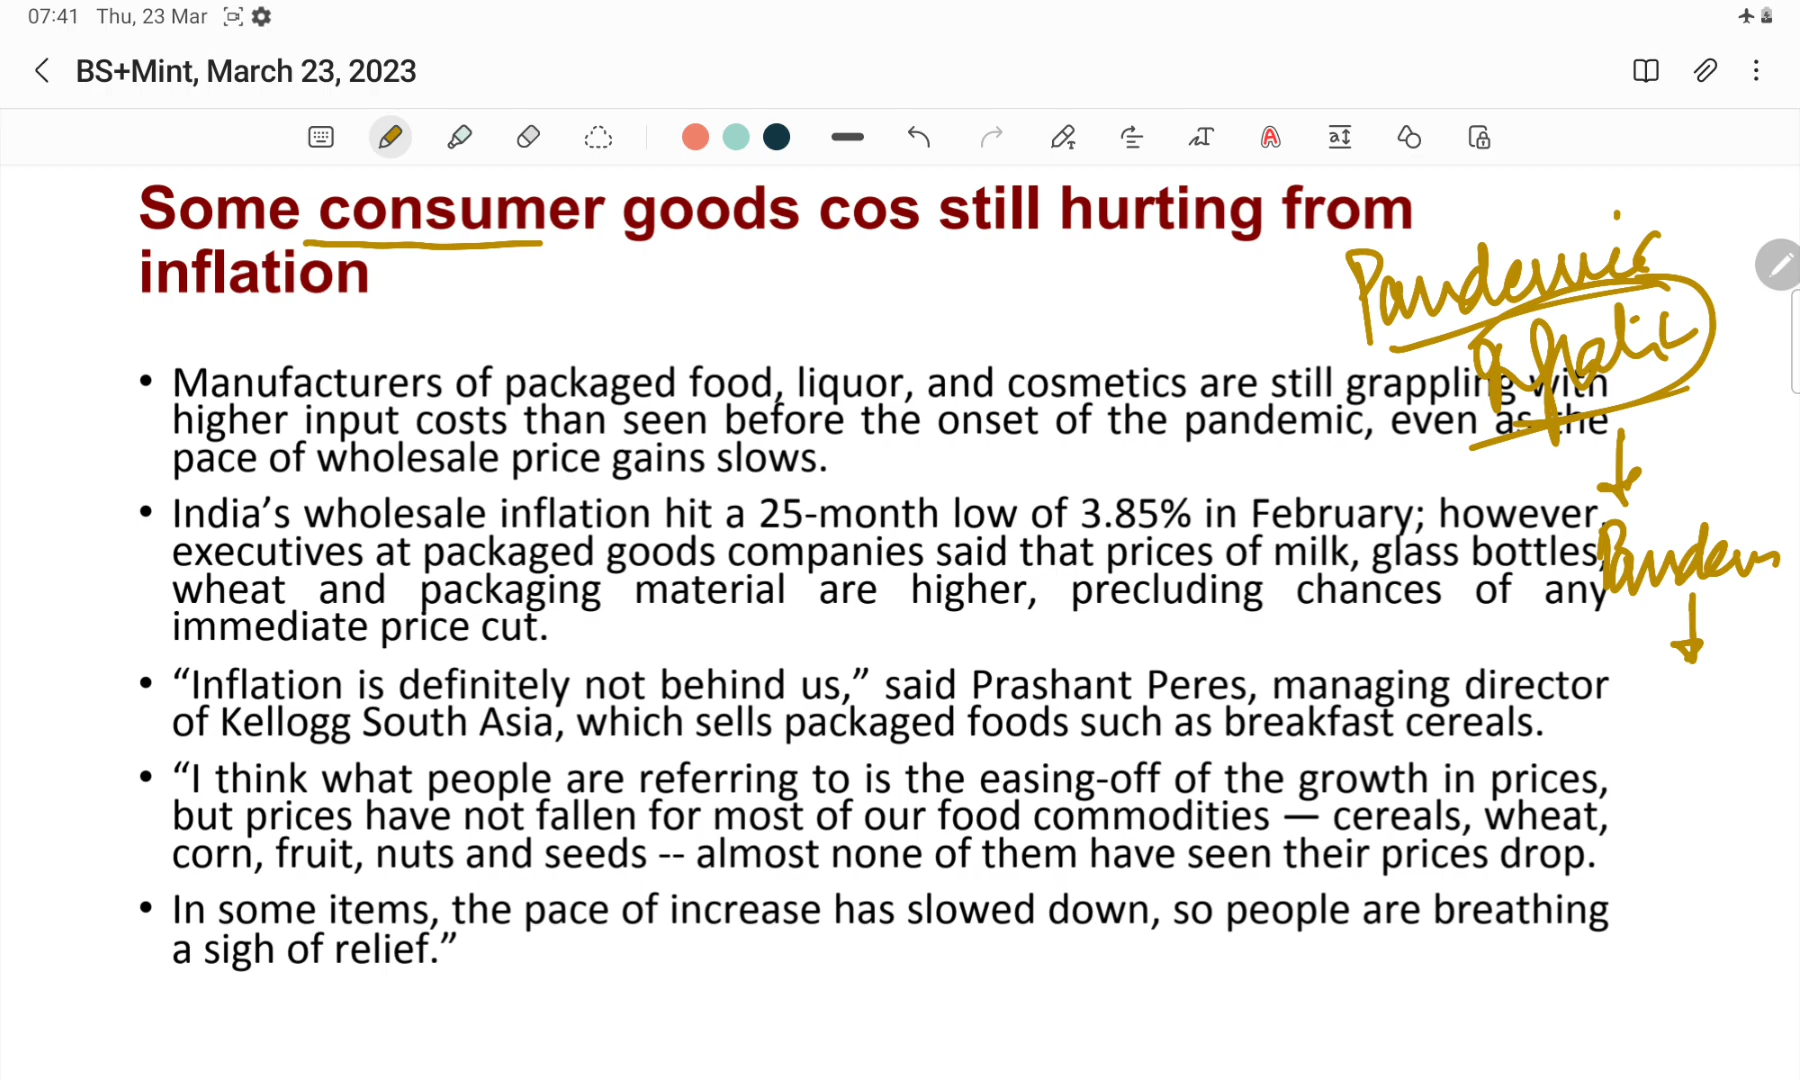 07:41 Thu, 23 Mar
BS+Mint, March 23, 2023
Some consumer goods cos still hurting from
inflation
Pandemic
• Manufacturers of packaged food, liquor, and cosmetics are still grappling with
higher input costs than seen before the onset of the pandemic, even as the
pace of wholesale price gains slows.
• India’s wholesale inflation hit a 25-month low of 3.85% in February; however,
executives at packaged goods companies said that prices of milk, glass bottles,
wheat and packaging material are higher, precluding chances of any
immediate price cut.
• “Inflation is definitely not behind us,” said Prashant Peres, managing director
of Kellogg South Asia, which sells packaged foods such as breakfast cereals.
• “I think what people are referring to is the easing-off of the growth in prices,
but prices have not fallen for most of our food commodities — cereals, wheat,
corn, fruit, nuts and seeds -- almost none of them have seen their prices drop.
• In some items, the pace of increase has slowed down, so people are breathing
a sigh of relief.”